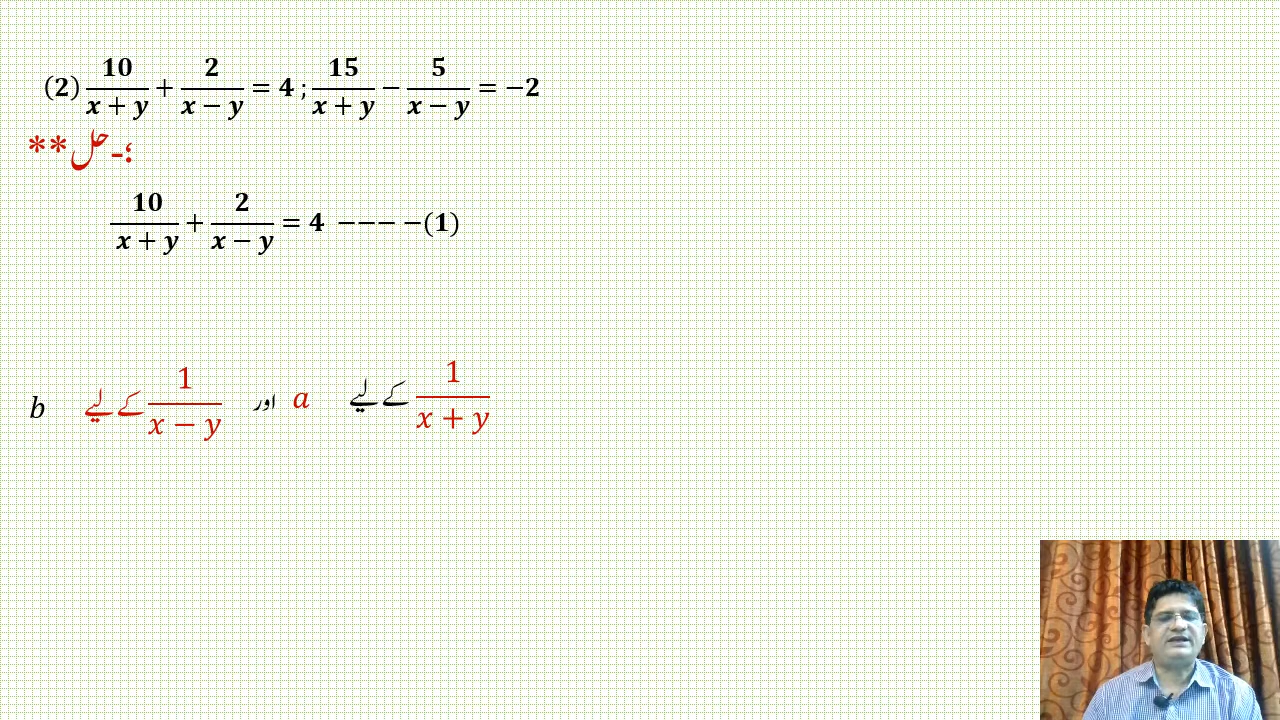 (2) 10/(x + y) + 2/(x − y) = 4 ; 15/(x + y) − 5/(x − y) = −2
**حل ؛-
10/(x + y) + 2/(x − y) = 4 −−− −(1)
1/(x + y) کے لیے a اور 1/(x − y) کے لیے b